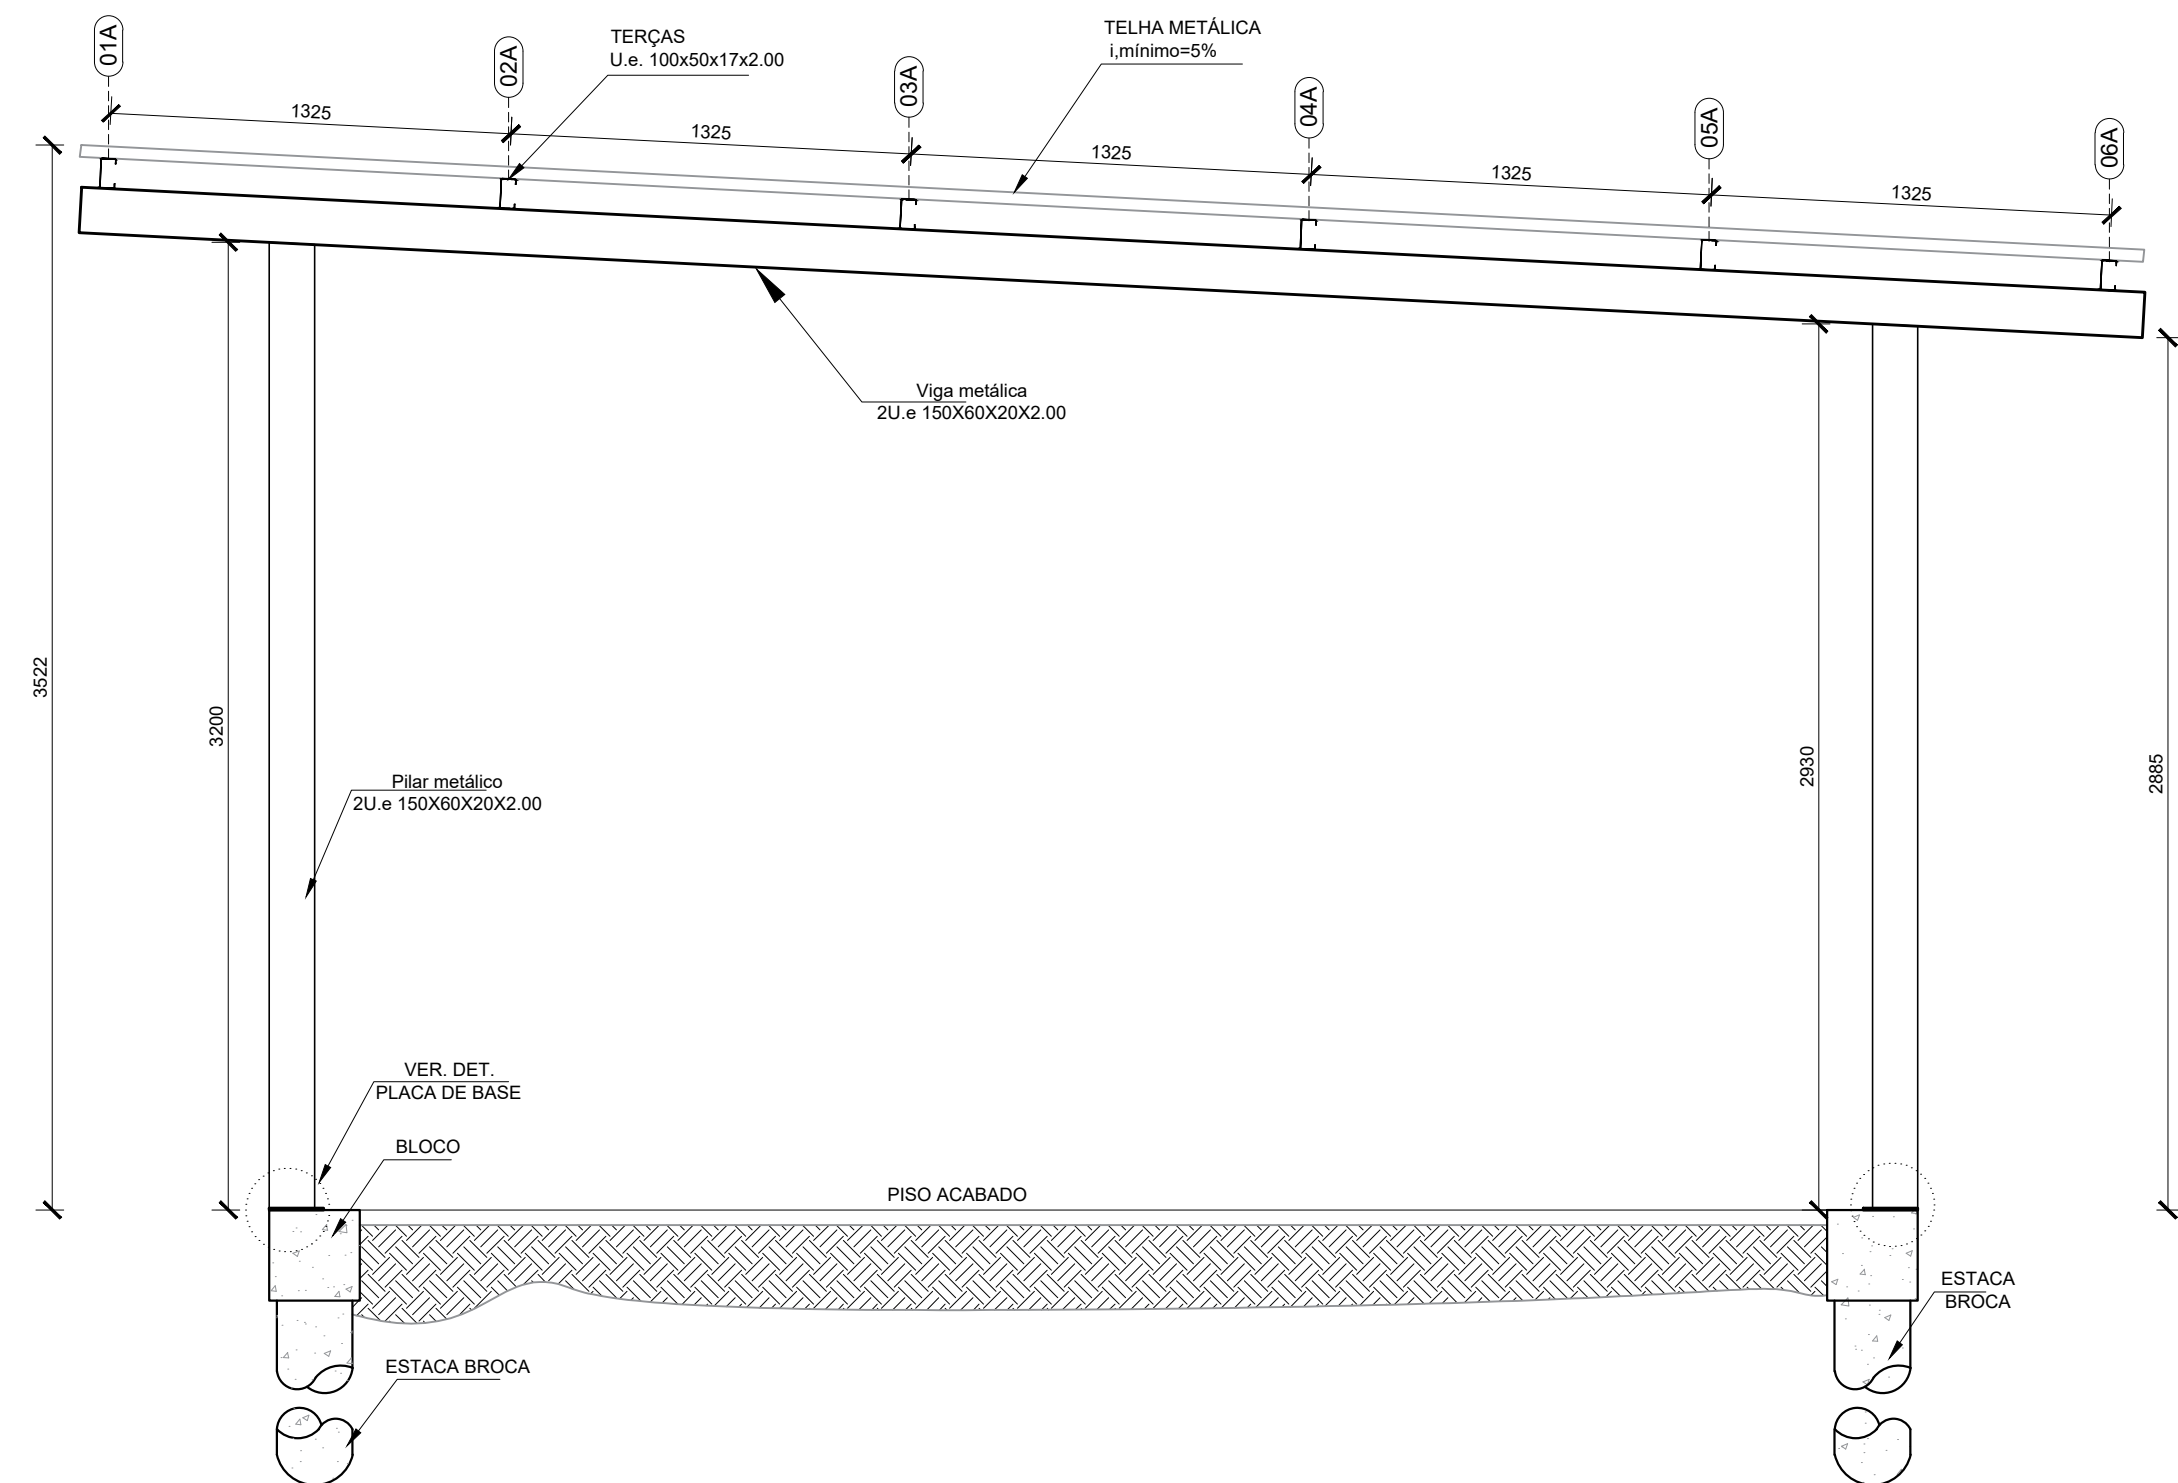 01A
02A
03A
04A
05A
06A
TERÇAS
U.e. 100x50x17x2.00
TELHA METÁLICA
i,mínimo=5%
1325
1325
1325
1325
1325
Viga metálica
2U.e 150X60X20X2.00
3522
3200
2930
2885
Pilar metálico
2U.e 150X60X20X2.00
VER. DET.
PLACA DE BASE
BLOCO
PISO ACABADO
ESTACA
BROCA
ESTACA BROCA